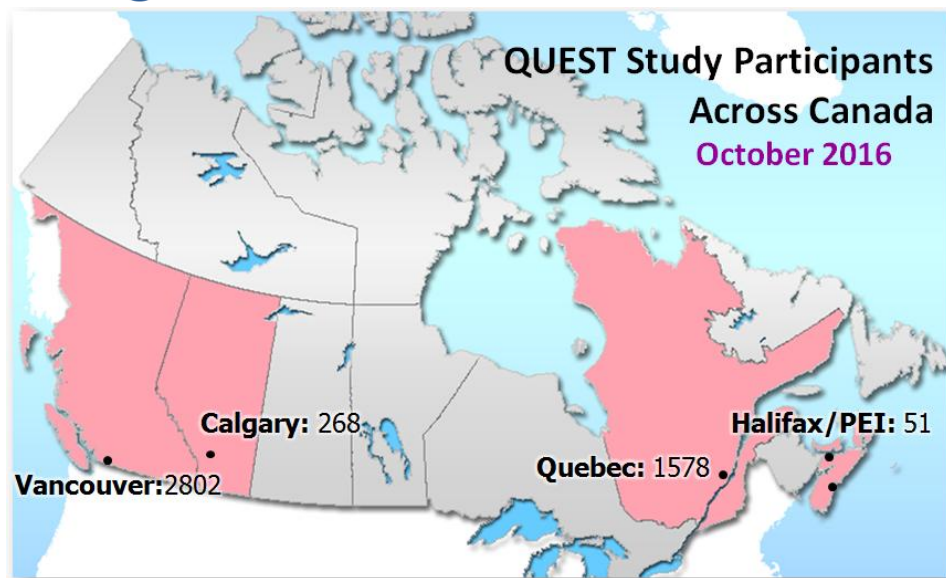 QUEST Study Participants
Across Canada
October 2016
Calgary: 268
Halifax/PEI: 51
Quebec: 1578
Vancouver:2802